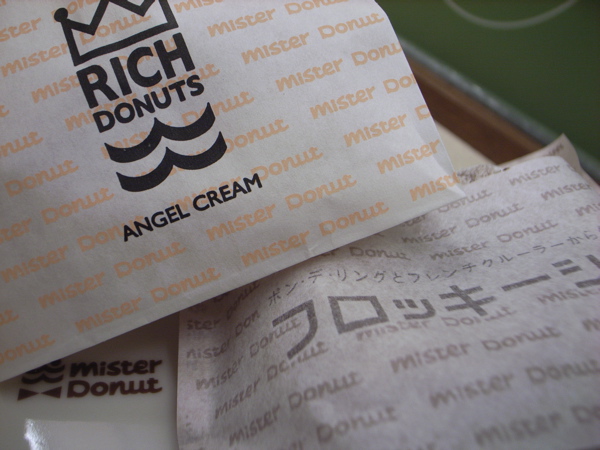 RICH
DONUTS
ANGEL CREAM
mister Donut
ポン・デ・リングとフレンチクルーラーから
フロッキーシ
mister
Donut